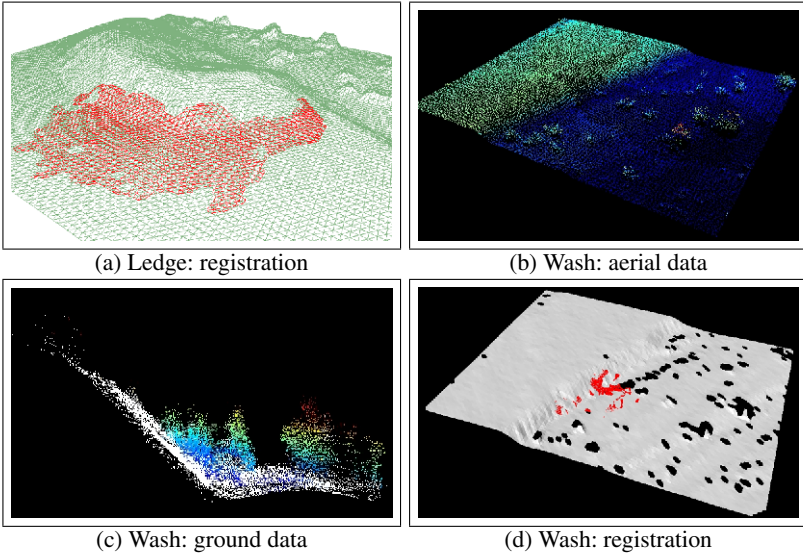 (a) Ledge: registration
(b) Wash: aerial data
(c) Wash: ground data
(d) Wash: registration